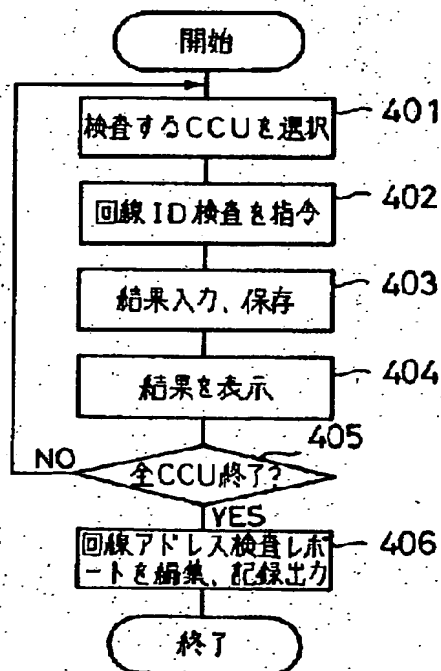 開始
検査するCCUを選択
401
回線ID検査を指令
402
結果入力、保存
403
結果を表示
404
405
NO
全CCU終了?
YES
回線アドレス検査レポ
ートを編集、記録出力
406
終了